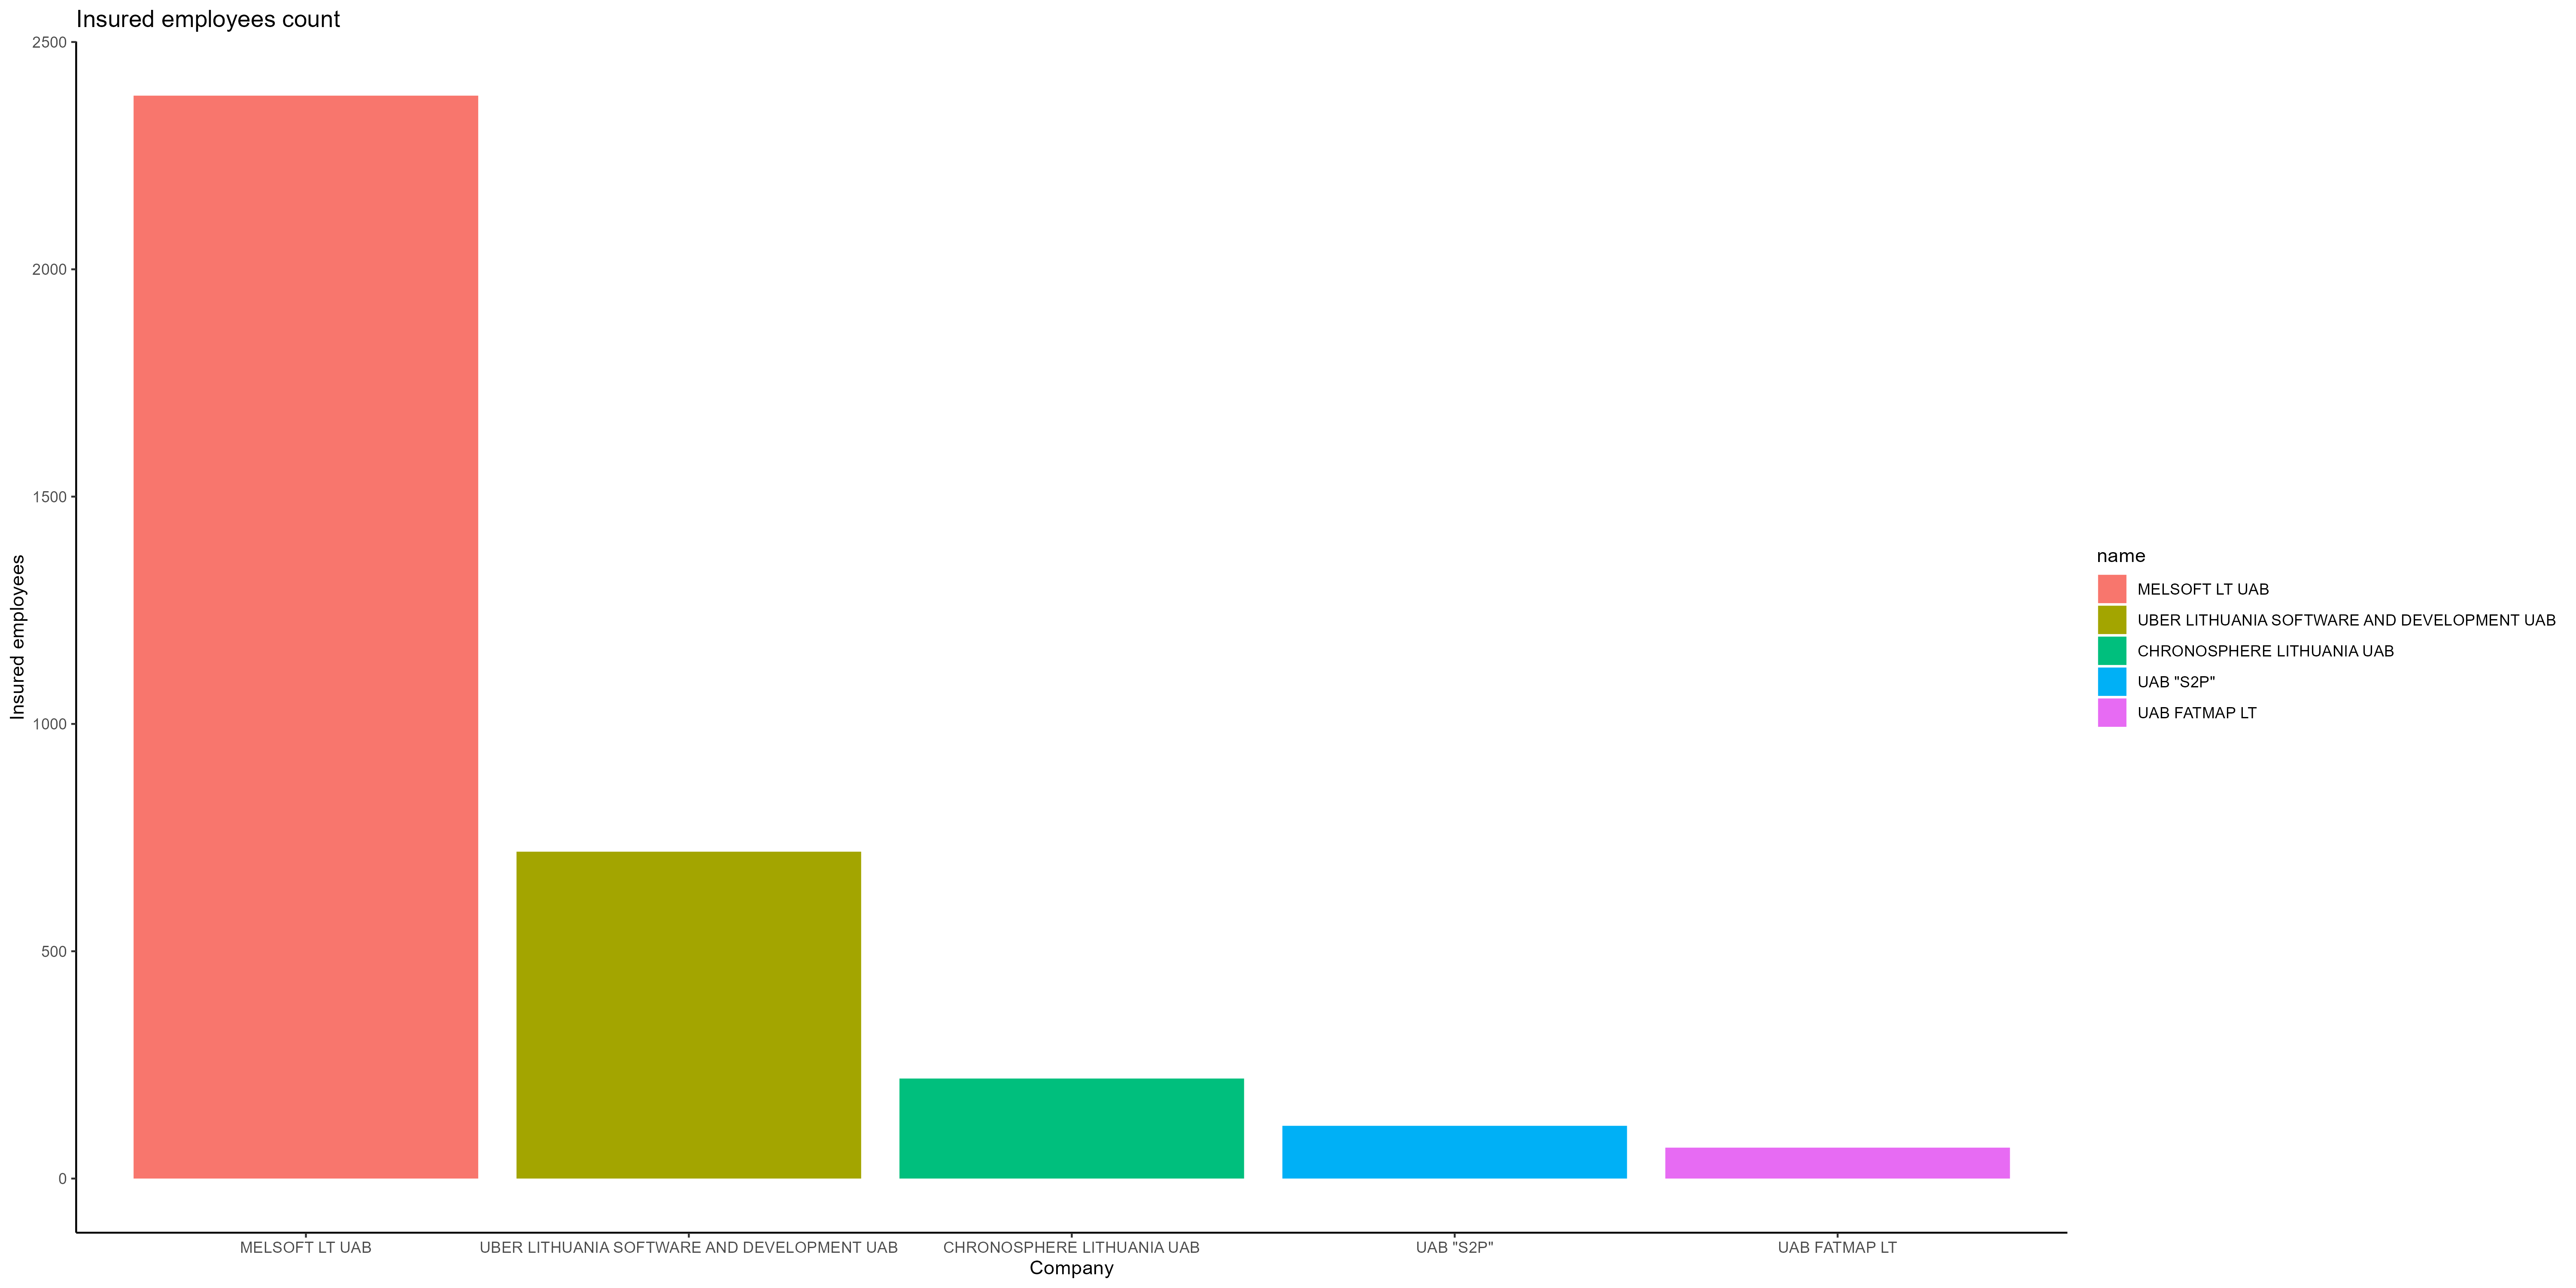 Insured employees count
2500
2000
1500
1000
500
0
Insured employees
MELSOFT LT UAB
UBER LITHUANIA SOFTWARE AND DEVELOPMENT UAB
CHRONOSPHERE LITHUANIA UAB
UAB "S2P"
UAB FATMAP LT
Company
name
MELSOFT LT UAB
UBER LITHUANIA SOFTWARE AND DEVELOPMENT UAB
CHRONOSPHERE LITHUANIA UAB
UAB "S2P"
UAB FATMAP LT